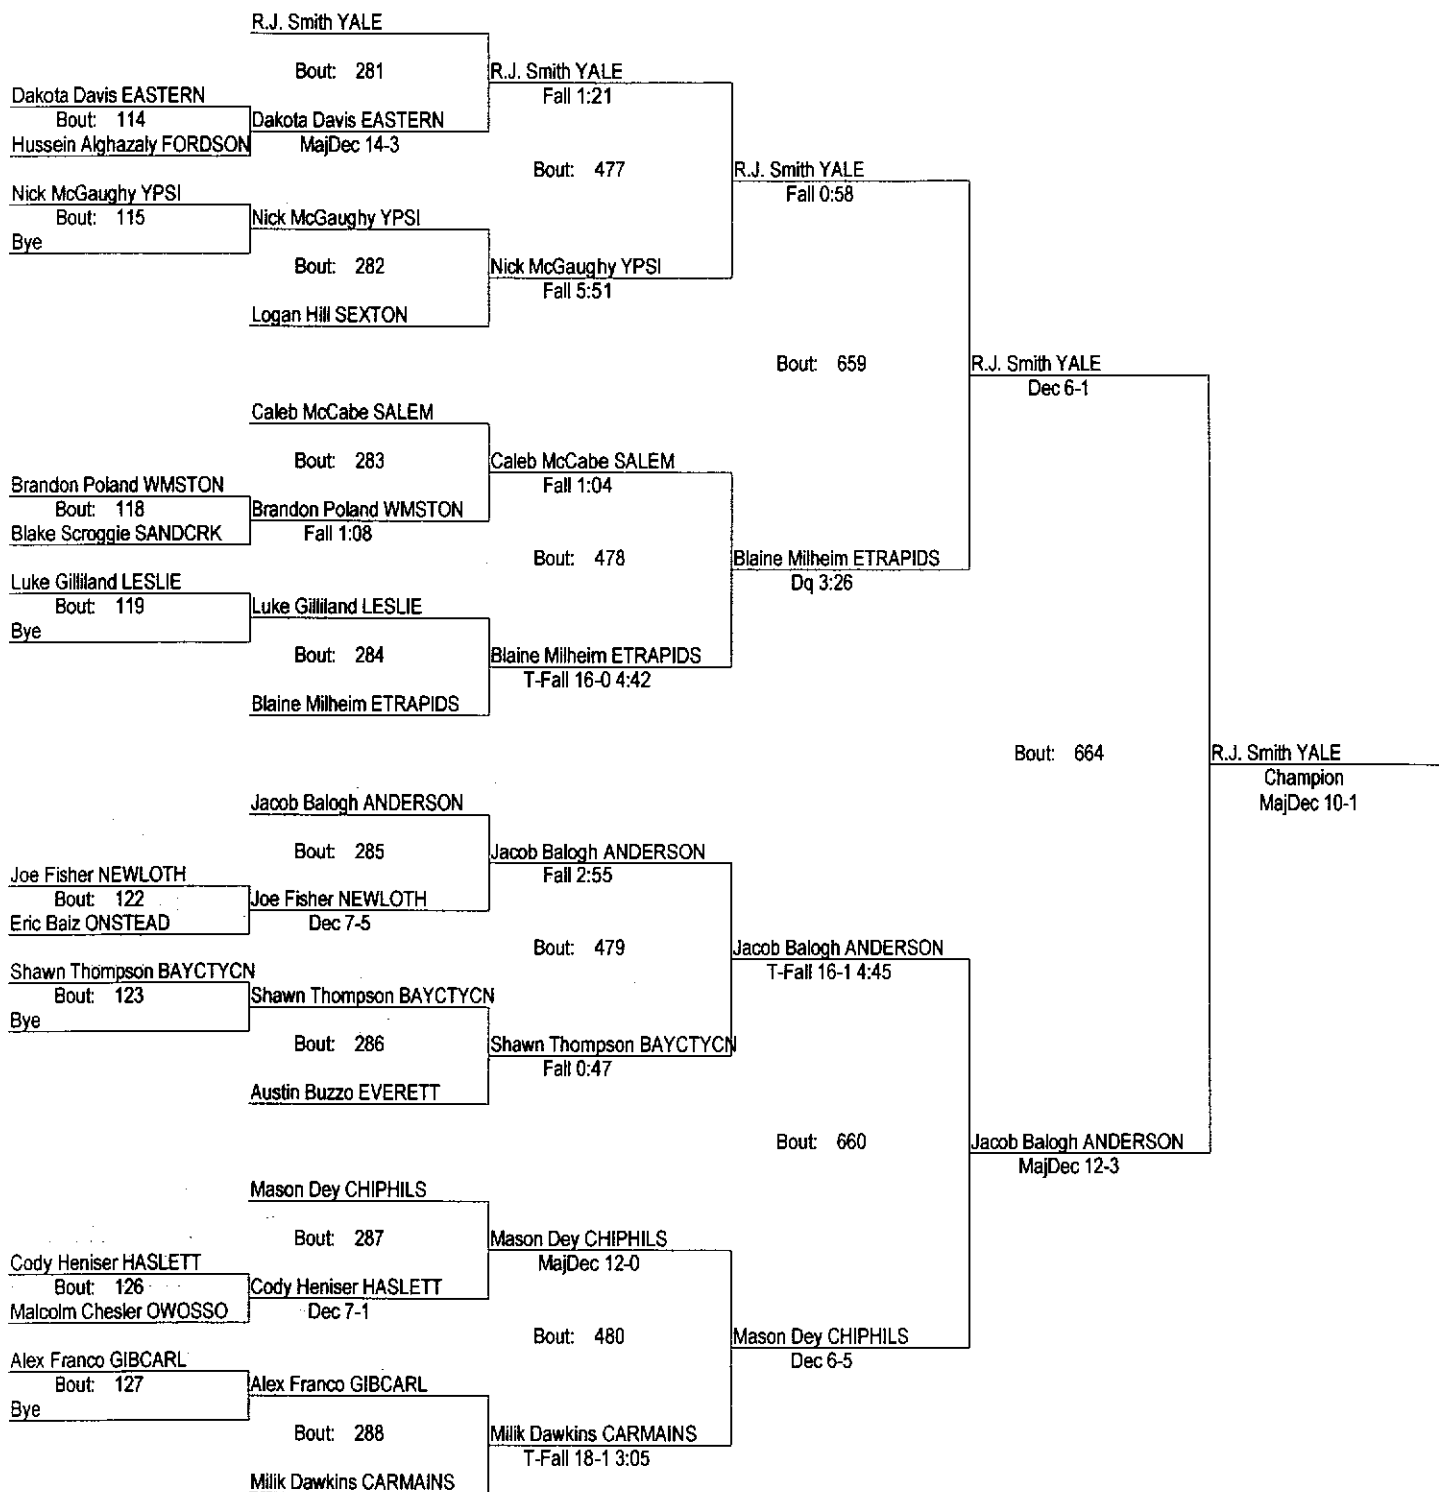 R.J. Smith YALE
Bout: 281
R.J. Smith YALE
Fall 1:21
Dakota Davis EASTERN
Bout: 114
Dakota Davis EASTERN
Hussein Alghazaly FORDSON
MajDec 14-3
Bout: 477
R.J. Smith YALE
Fall 0:58
Nick McGaughy YPSI
Bout: 115
Nick McGaughy YPSI
Bye
Bout: 282
Nick McGaughy YPSI
Fall 5:51
Logan Hill SEXTON
Bout: 659
R.J. Smith YALE
Dec 6-1
Caleb McCabe SALEM
Bout: 283
Caleb McCabe SALEM
Fall 1:04
Brandon Poland WMSTON
Bout: 118
Brandon Poland WMSTON
Blake Scroggie SANDCRK
Fall 1:08
Bout: 478
Blaine Milheim ETRAPIDS
Dq 3:26
Luke Gilliland LESLIE
Bout: 119
Luke Gilliland LESLIE
Bye
Bout: 284
Blaine Milheim ETRAPIDS
T-Fall 16-0 4:42
Blaine Milheim ETRAPIDS
Bout: 664
R.J. Smith YALE
Champion
MajDec 10-1
Jacob Balogh ANDERSON
Bout: 285
Jacob Balogh ANDERSON
Fall 2:55
Joe Fisher NEWLOTH
Bout: 122
Joe Fisher NEWLOTH
Eric Baiz ONSTEAD
Dec 7-5
Bout: 479
Jacob Balogh ANDERSON
T-Fall 16-1 4:45
Shawn Thompson BAYCTYCN
Bout: 123
Shawn Thompson BAYCTYCN
Bye
Bout: 286
Shawn Thompson BAYCTYCN
Fall 0:47
Austin Buzzo EVERETT
Bout: 660
Jacob Balogh ANDERSON
MajDec 12-3
Mason Dey CHIPHILS
Bout: 287
Mason Dey CHIPHILS
MajDec 12-0
Cody Heniser HASLETT
Bout: 126
Cody Heniser HASLETT
Malcolm Chesler OWOSSO
Dec 7-1
Bout: 480
Mason Dey CHIPHILS
Dec 6-5
Alex Franco GIBCARL
Bout: 127
Alex Franco GIBCARL
Bye
Bout: 288
Milik Dawkins CARMAINS
T-Fall 18-1 3:05
Milik Dawkins CARMAINS